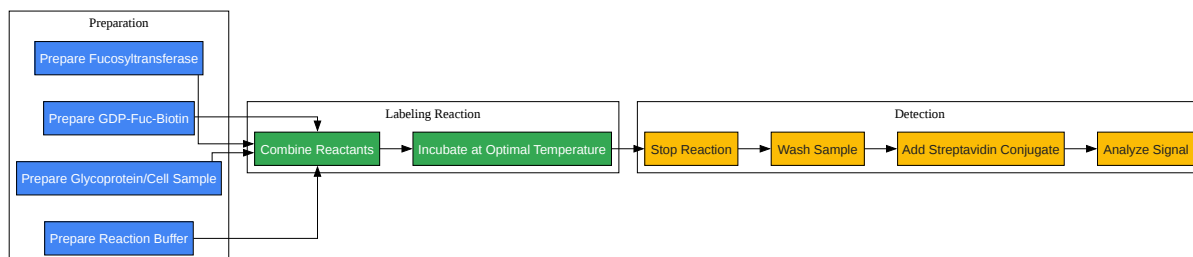 Preparation
Prepare Fucosyltransferase
Prepare GDP-Fuc-Biotin
Prepare Glycoprotein/Cell Sample
Prepare Reaction Buffer
Labeling Reaction
Combine Reactants
Incubate at Optimal Temperature
Detection
Stop Reaction
Wash Sample
Add Streptavidin Conjugate
Analyze Signal